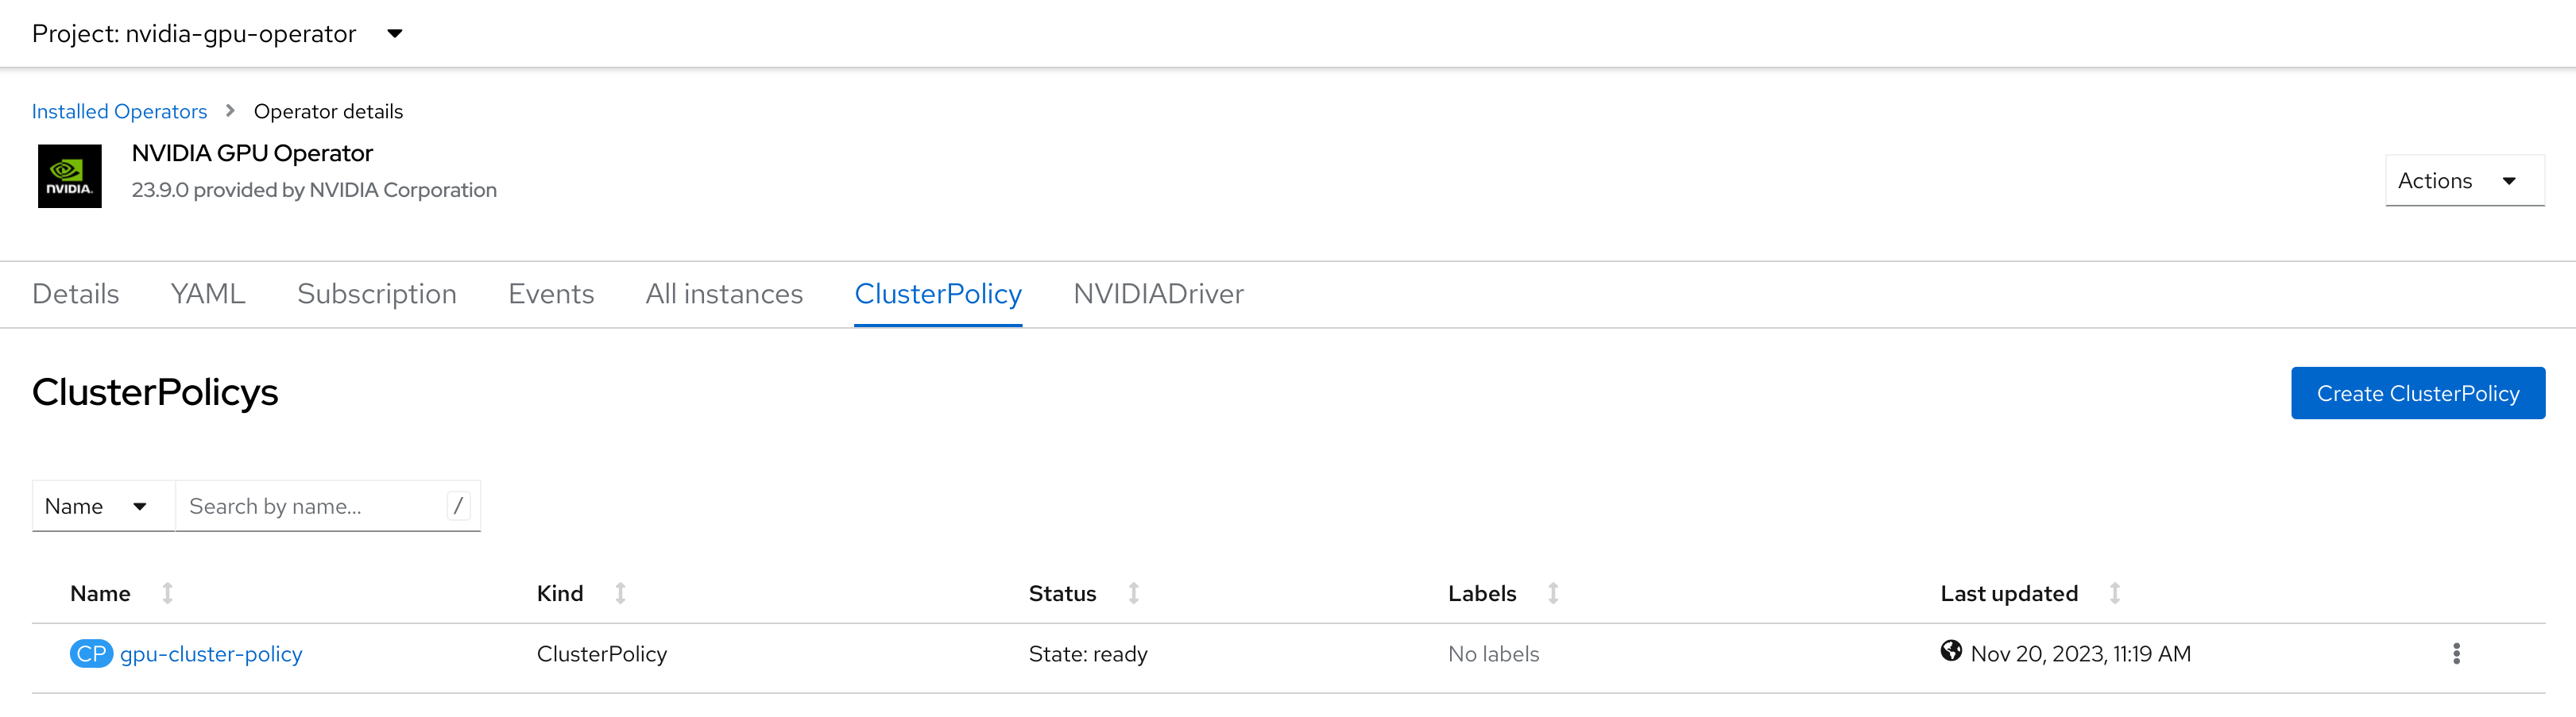 Project: nvidia-gpu-operator
Installed Operators Operator details
NVIDIA.
NVIDIA GPU Operator
23.9.0 provided by NVIDIA Corporation
Actions
Details YAML Subscription Events All instances ClusterPolicy NVIDIADriver
ClusterPolicys
Create ClusterPolicy
Name Search by name... /
Name Kind Status Labels Last updated
CP gpu-cluster-policy ClusterPolicy State: ready No labels Nov 20, 2023, 11:19 AM